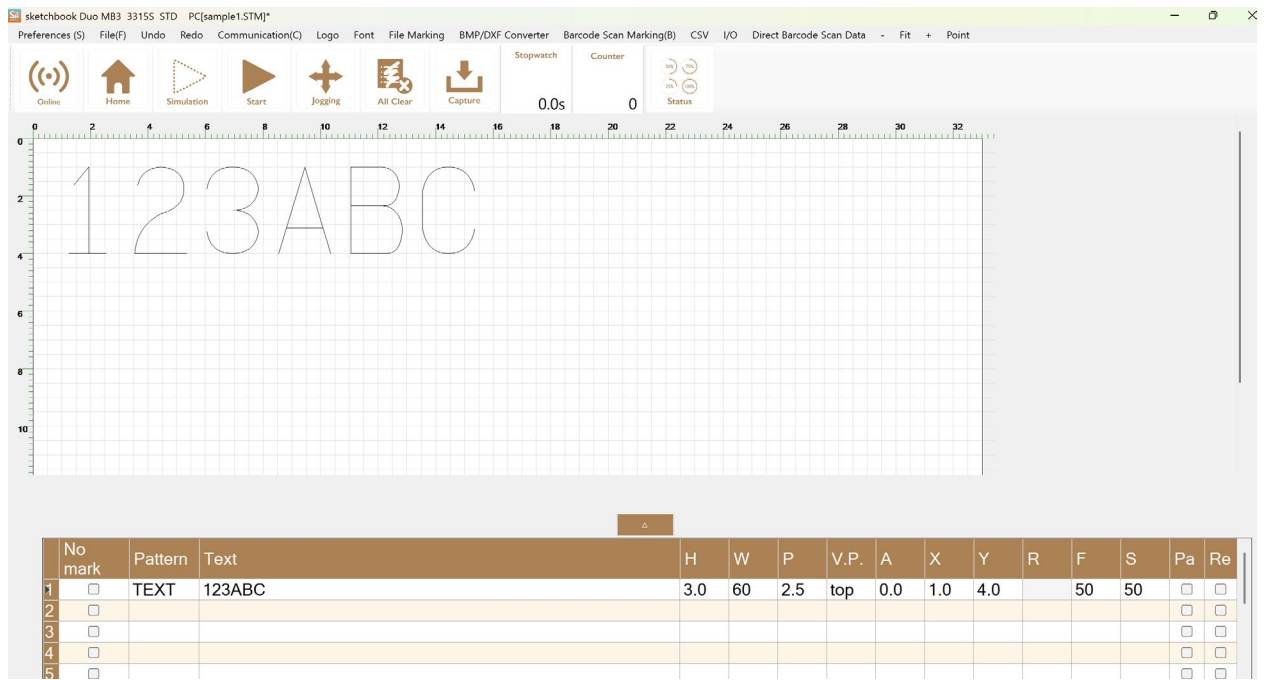 sketchbook Duo MB3 3315S STD PC[sample1.STM]*
Preferences (S) File(F) Undo Redo Communication(C) Logo Font File Marking BMP/DXF Converter Barcode Scan Marking(B) CSV I/O Direct Barcode Scan Data - Fit + Point
Stopwatch Counter
50% 75%
25% 100%
Online Home Simulation Start Jogging All Clear Capture 0.0s 0 Status
0 2 4 6 8 10 12 14 16 18 20 22 24 26 28 30 32
0
2
4
6
8
10
123ABC
No mark Pattern Text H W P V.P. A X Y R F S Pa Re
1 TEXT 123ABC 3.0 60 2.5 top 0.0 1.0 4.0 50 50
2
3
4
5